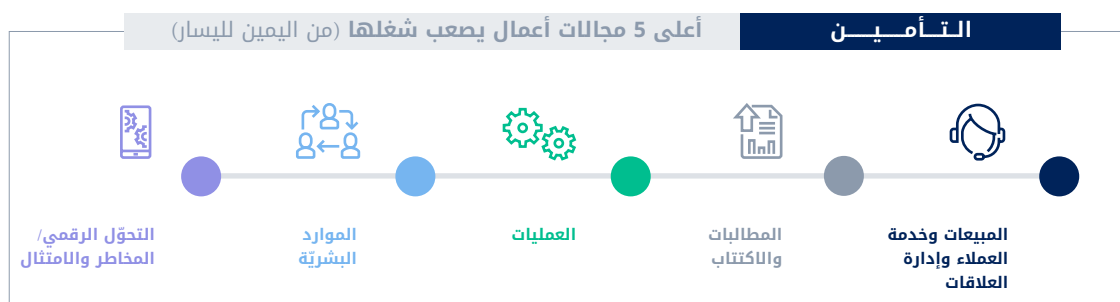 التأميـن
أعلى 5 مجالات أعمال يصعب شغلها (من اليمين لليسار)
المبيعات وخدمة
العملاء وإدارة
العلاقات
المطالبات
والاكتتاب
العمليات
الموارد
البشريّة
التحوّل الرقمي/
المخاطر والامتثال